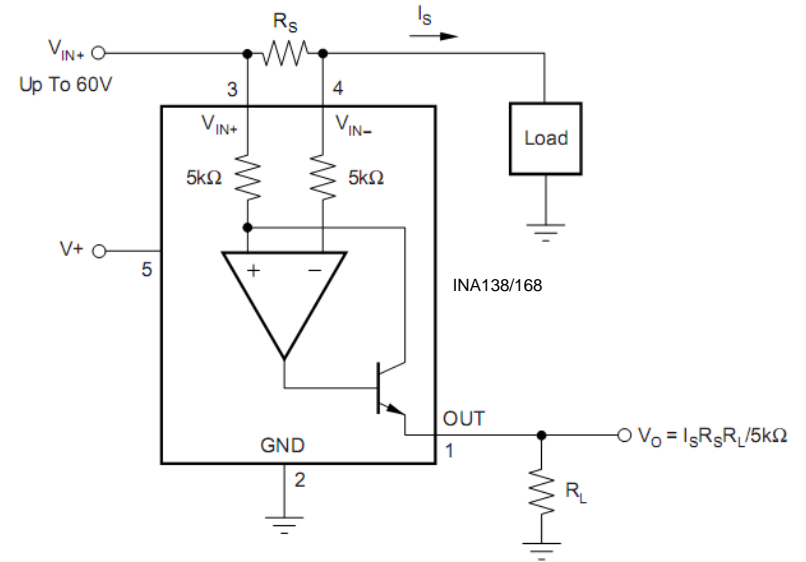 R_S
I_S
V_IN+
Up To 60V
3
4
V_IN+
V_IN–
Load
5kΩ
5kΩ
V+
5
+
–
INA138/168
OUT
V_O = I_SR_SR_L/5kΩ
1
GND
2
R_L